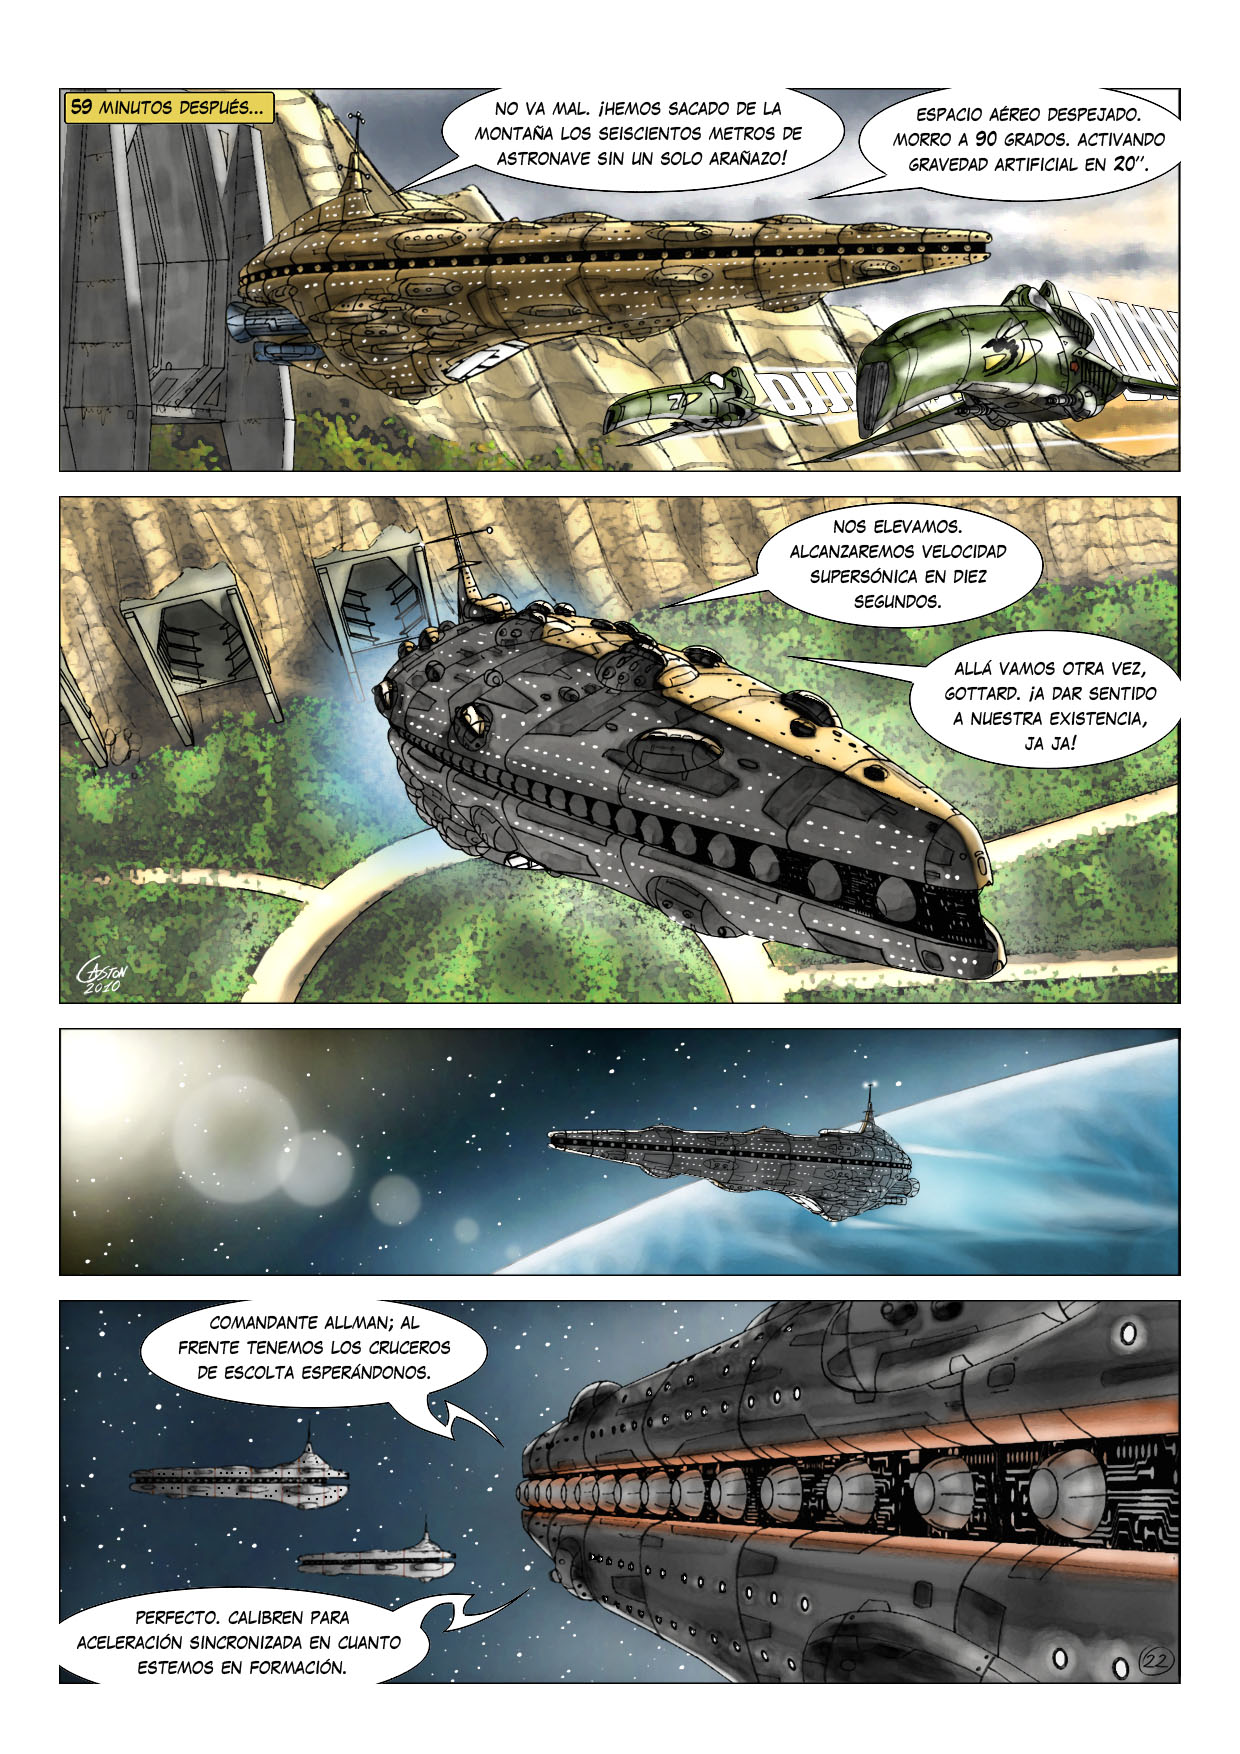 59 MINUTOS DESPUÉS...
NO VA MAL. ¡HEMOS SACADO DE LA
MONTAÑA LOS SEISCIENTOS METROS DE
ASTRONAVE SIN UN SOLO ARAÑAZO!
ESPACIO AÉREO DESPEJADO.
MORRO A 90 GRADOS. ACTIVANDO
GRAVEDAD ARTIFICIAL EN 20".
NOS ELEVAMOS.
ALCANZAREMOS VELOCIDAD
SUPERSÓNICA EN DIEZ
SEGUNDOS.
ALLÁ VAMOS OTRA VEZ,
GOTTARD. ¡A DAR SENTIDO
A NUESTRA EXISTENCIA,
JA JA!
GASTON
2010
COMANDANTE ALLMAN; AL
FRENTE TENEMOS LOS CRUCEROS
DE ESCOLTA ESPERÁNDONOS.
PERFECTO. CALIBREN PARA
ACELERACIÓN SINCRONIZADA EN CUANTO
ESTEMOS EN FORMACIÓN.
22